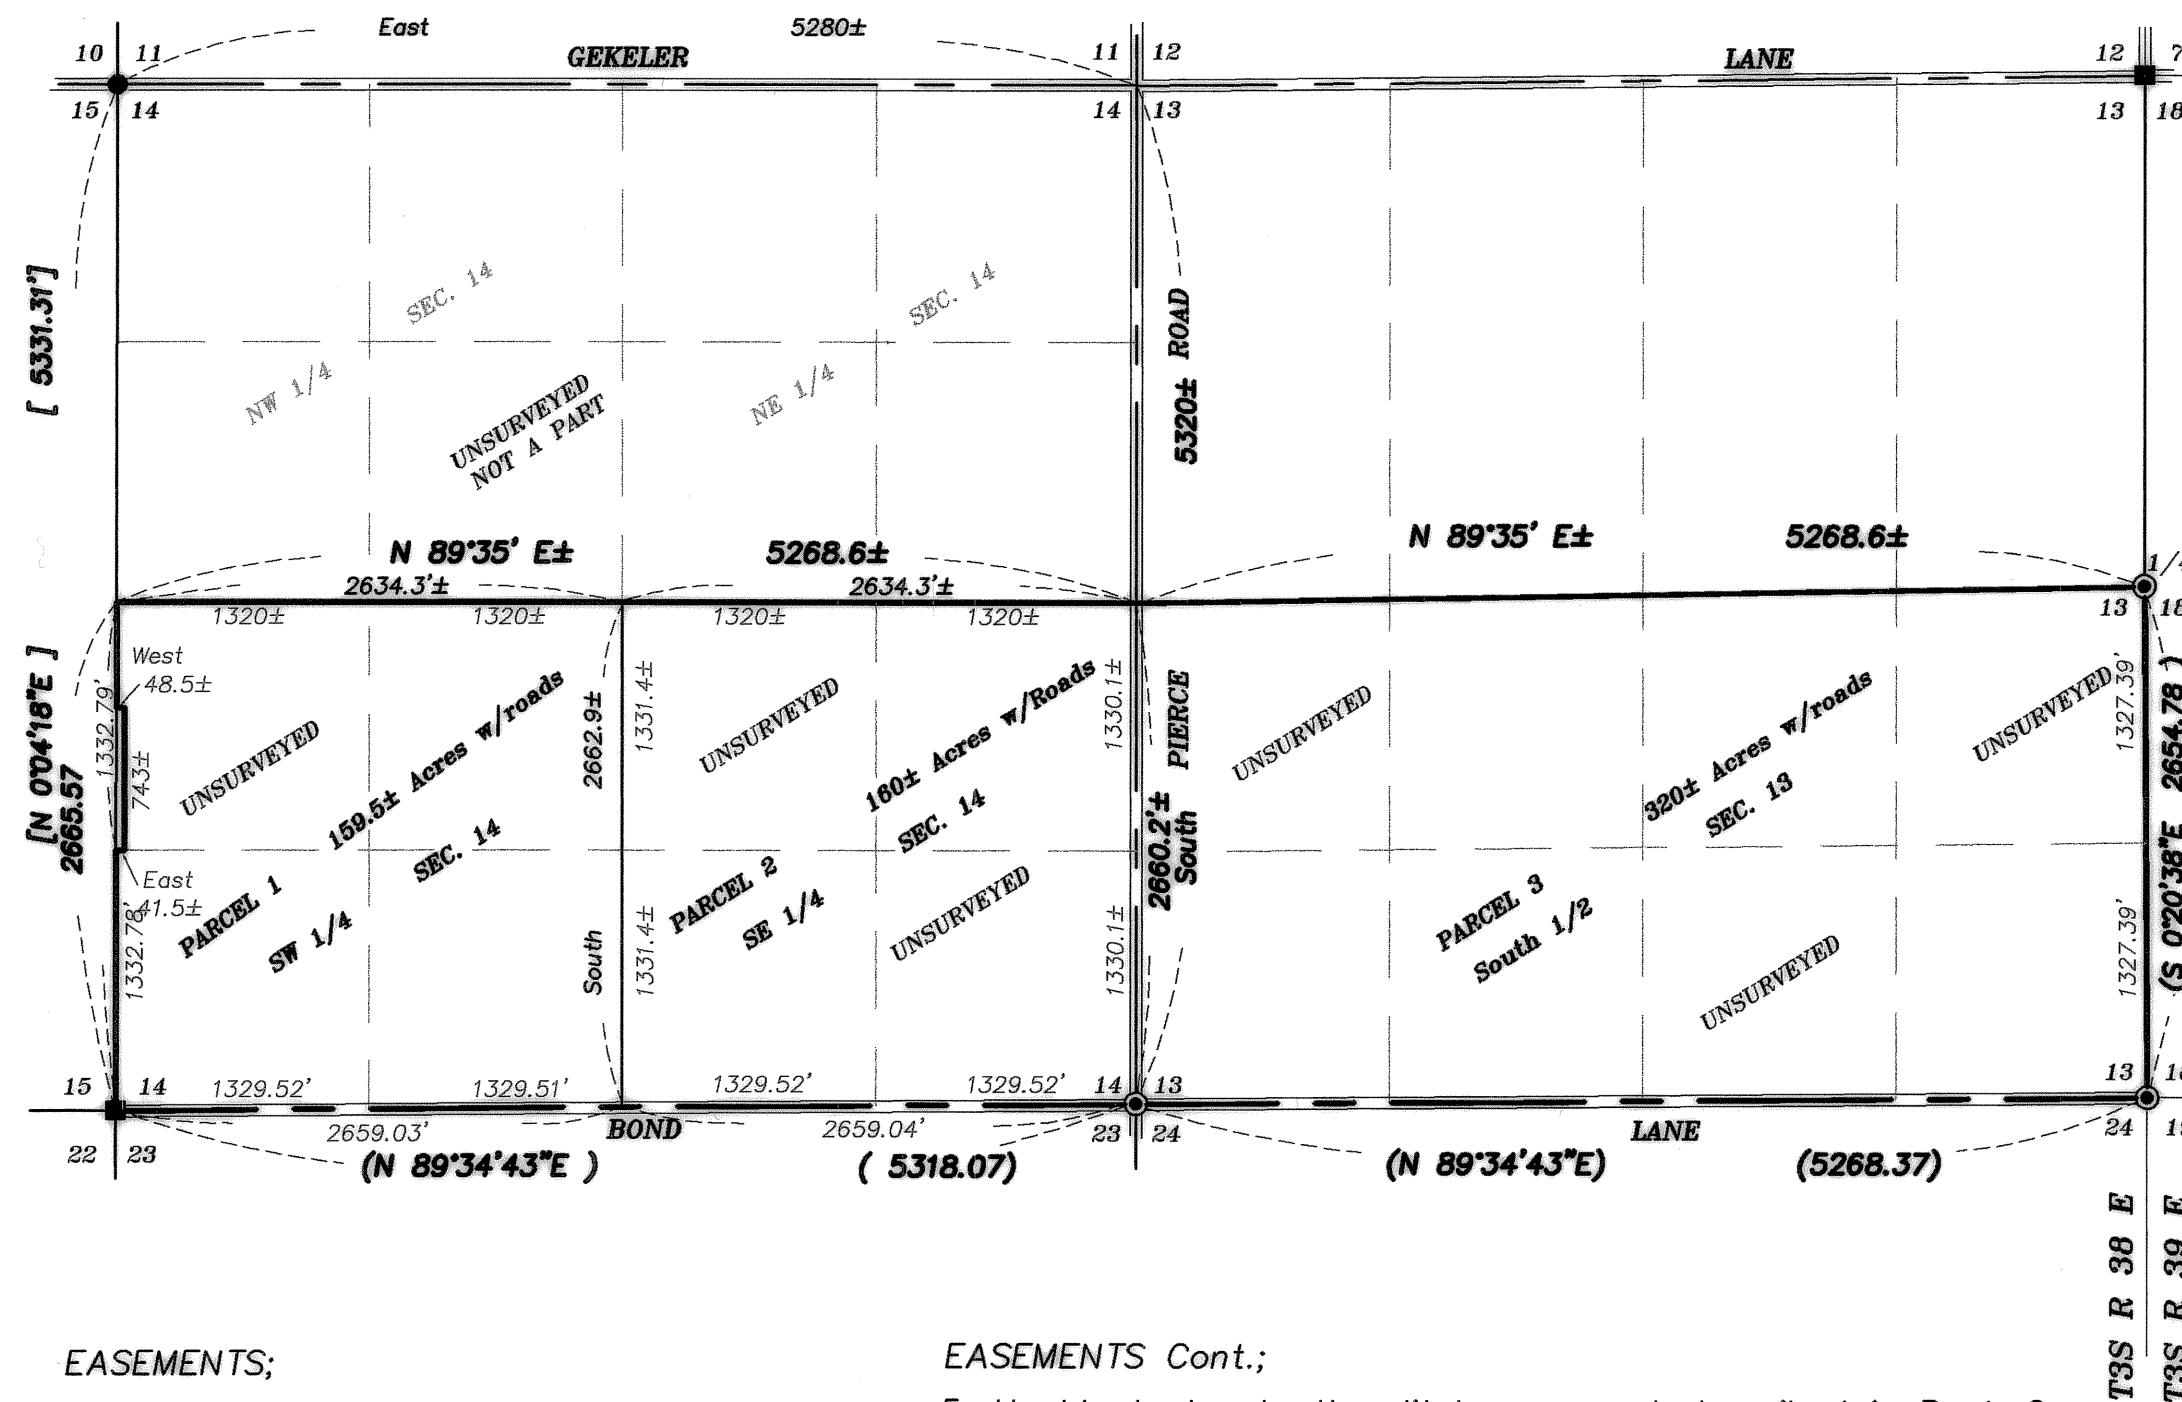 East 5280±
10 11 GEKELER 11 12 LANE 12 7
15 14 14 13 13 18
SEC. 14
SEC. 14
[ 5331.31']
5320± ROAD
NW 1/4
NE 1/4
UNSURVEYED
NOT A PART
N 89°35' E± 5268.6±
N 89°35' E± 5268.6±
2634.3'± 2634.3'±
1320± 1320± 1320± 1320±
13 18
West
48.5±
[N 0°04'18"E ]
2665.57
1332.79'
743±
UNSURVEYED
159.5± Acres w/roads
SEC. 14
2662.9±
South
1331.4±
UNSURVEYED
160± Acres w/Roads
SEC. 14
1330.1±
PIERCE
2660.2'±
South
UNSURVEYED
320± Acres w/roads
SEC. 13
UNSURVEYED
1327.39'
(S 0°20'38"E 2654.78 )
East
41.5±
1332.78'
PARCEL 1
SW 1/4
1331.4±
PARCEL 2
SE 1/4
UNSURVEYED
1330.1±
PARCEL 3
South 1/2
UNSURVEYED
1327.39'
15 14 1329.52' 1329.51' 1329.52' 1329.52' 14 13 13
22 23 2659.03' BOND 2659.04' 23 24 LANE 24
(N 89°34'43"E ) ( 5318.07) (N 89°34'43"E) (5268.37)
T3S R 38 E
T3S R 39 E
EASEMENTS;
EASEMENTS Cont.;